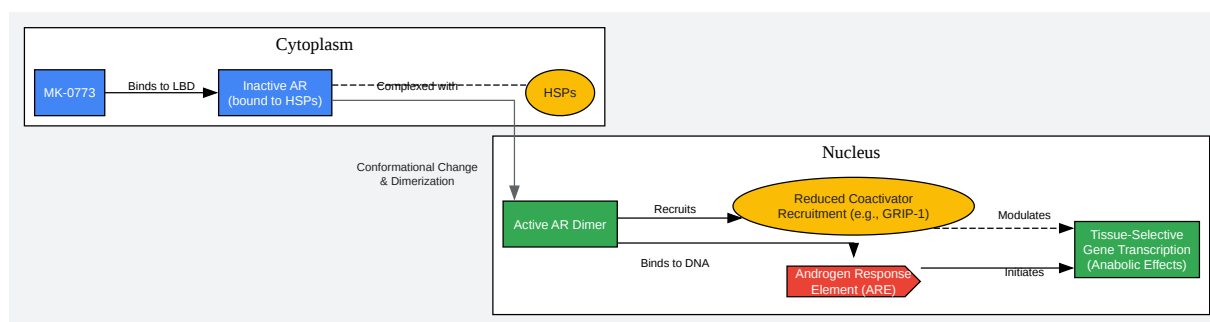 Cytoplasm
MK-0773
Binds to LBD
Inactive AR
(bound to HSPs)
Complexed with
HSPs
Conformational Change
& Dimerization
Nucleus
Active AR Dimer
Recruits
Reduced Coactivator
Recruitment (e.g., GRIP-1)
Modulates
Tissue-Selective
Gene Transcription
(Anabolic Effects)
Binds to DNA
Androgen Response
Element (ARE)
Initiates